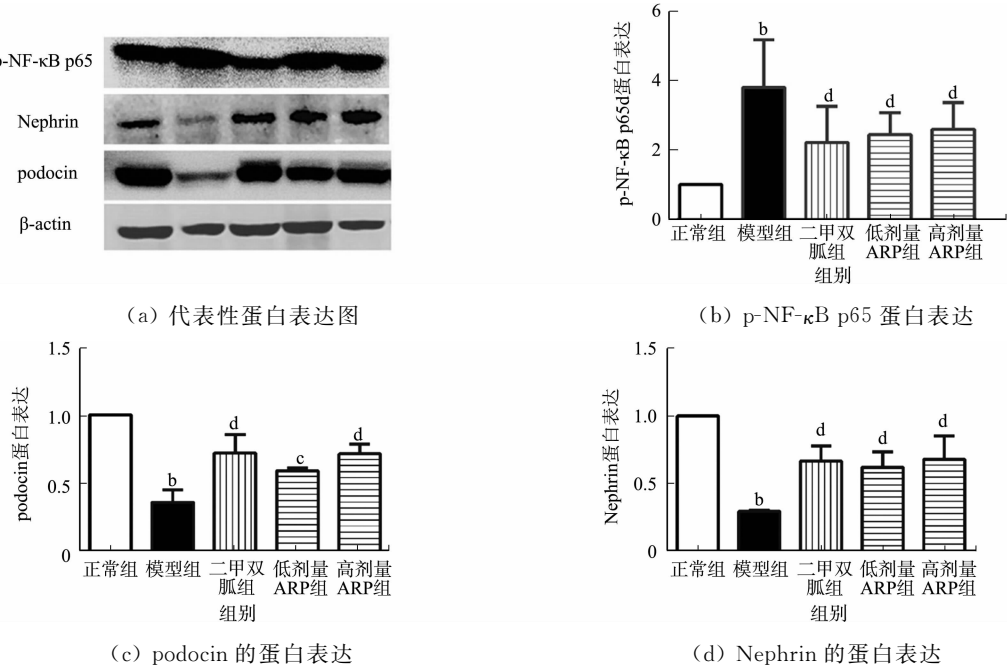 -NF-κB p65
Nephrin
podocin
β-actin
(a) 代表性蛋白表达图
p-NF-κB p65d蛋白表达
6
4
2
0
b
d
d
d
正常组
模型组
二甲双
胍组
低剂量
ARP组
高剂量
ARP组
组别
(b) p-NF-κB p65 蛋白表达
podocin蛋白表达
1.5
1.0
0.5
0
b
d
c
d
正常组
模型组
二甲双
胍组
低剂量
ARP组
高剂量
ARP组
组别
(c) podocin 的蛋白表达
Nephrin蛋白表达
1.5
1.0
0.5
0
b
d
d
d
正常组
模型组
二甲双
胍组
低剂量
ARP组
高剂量
ARP组
组别
(d) Nephrin 的蛋白表达